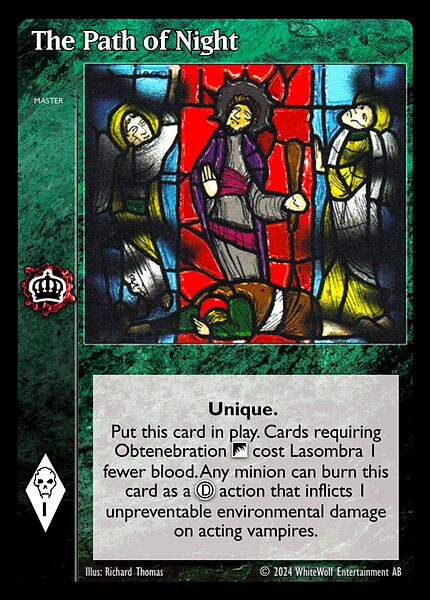 The Path of Night
MASTER
Unique.
Put this card in play. Cards requiring
Obtenebration cost Lasombra 1
fewer blood. Any minion can burn this
card as a Ⓓ action that inflicts 1
unpreventable environmental damage
on acting vampires.
1
Illus: Richard Thomas
© 2024 WhiteWolf Entertainment AB